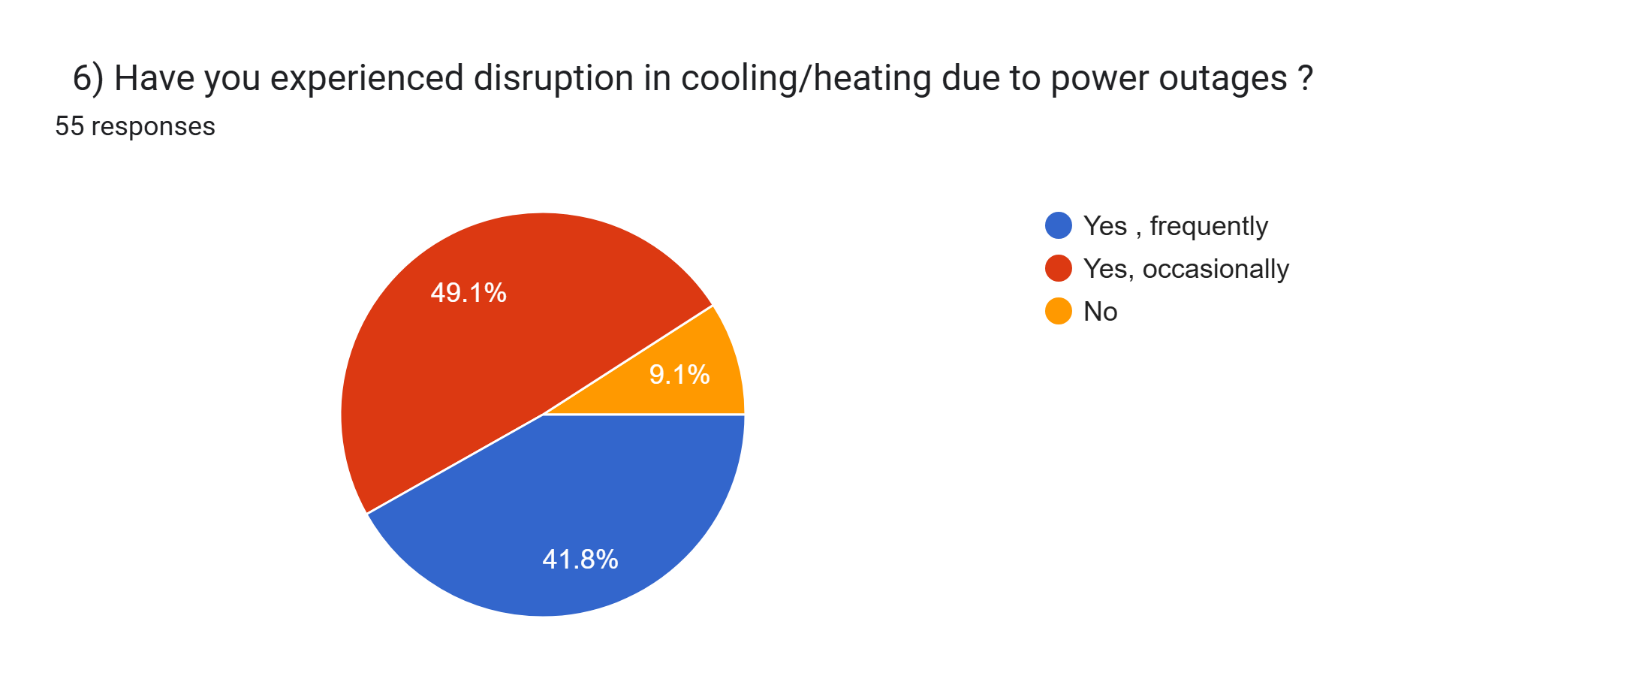 6) Have you experienced disruption in cooling/heating due to power outages ?
55 responses
49.1%
9.1%
41.8%
Yes , frequently
Yes, occasionally
No